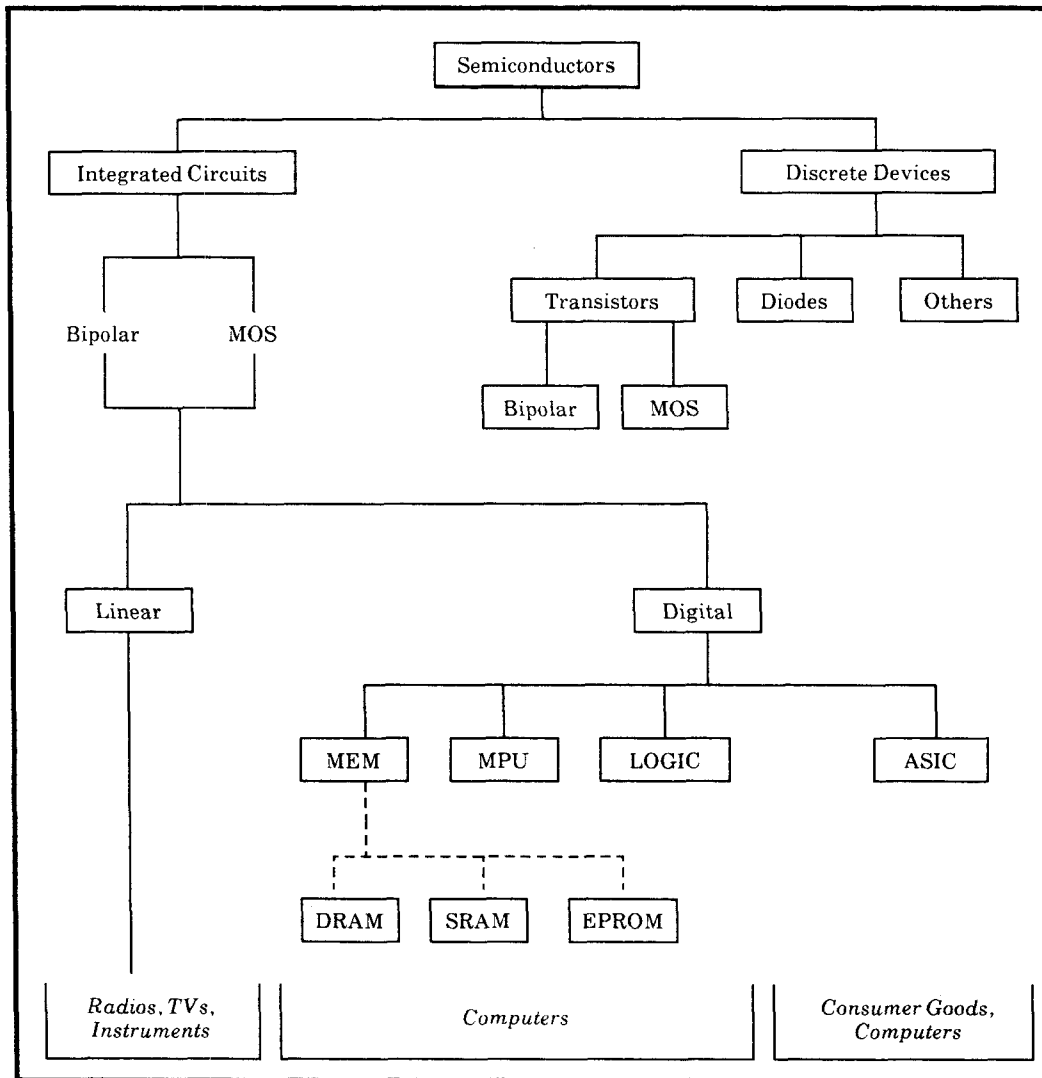 Semiconductors
Integrated Circuits
Discrete Devices
Transistors
Diodes
Others
Bipolar
MOS
Bipolar
MOS
Linear
Digital
MEM
MPU
LOGIC
ASIC
DRAM
SRAM
EPROM
Radios, TVs,
Instruments
Computers
Consumer Goods,
Computers